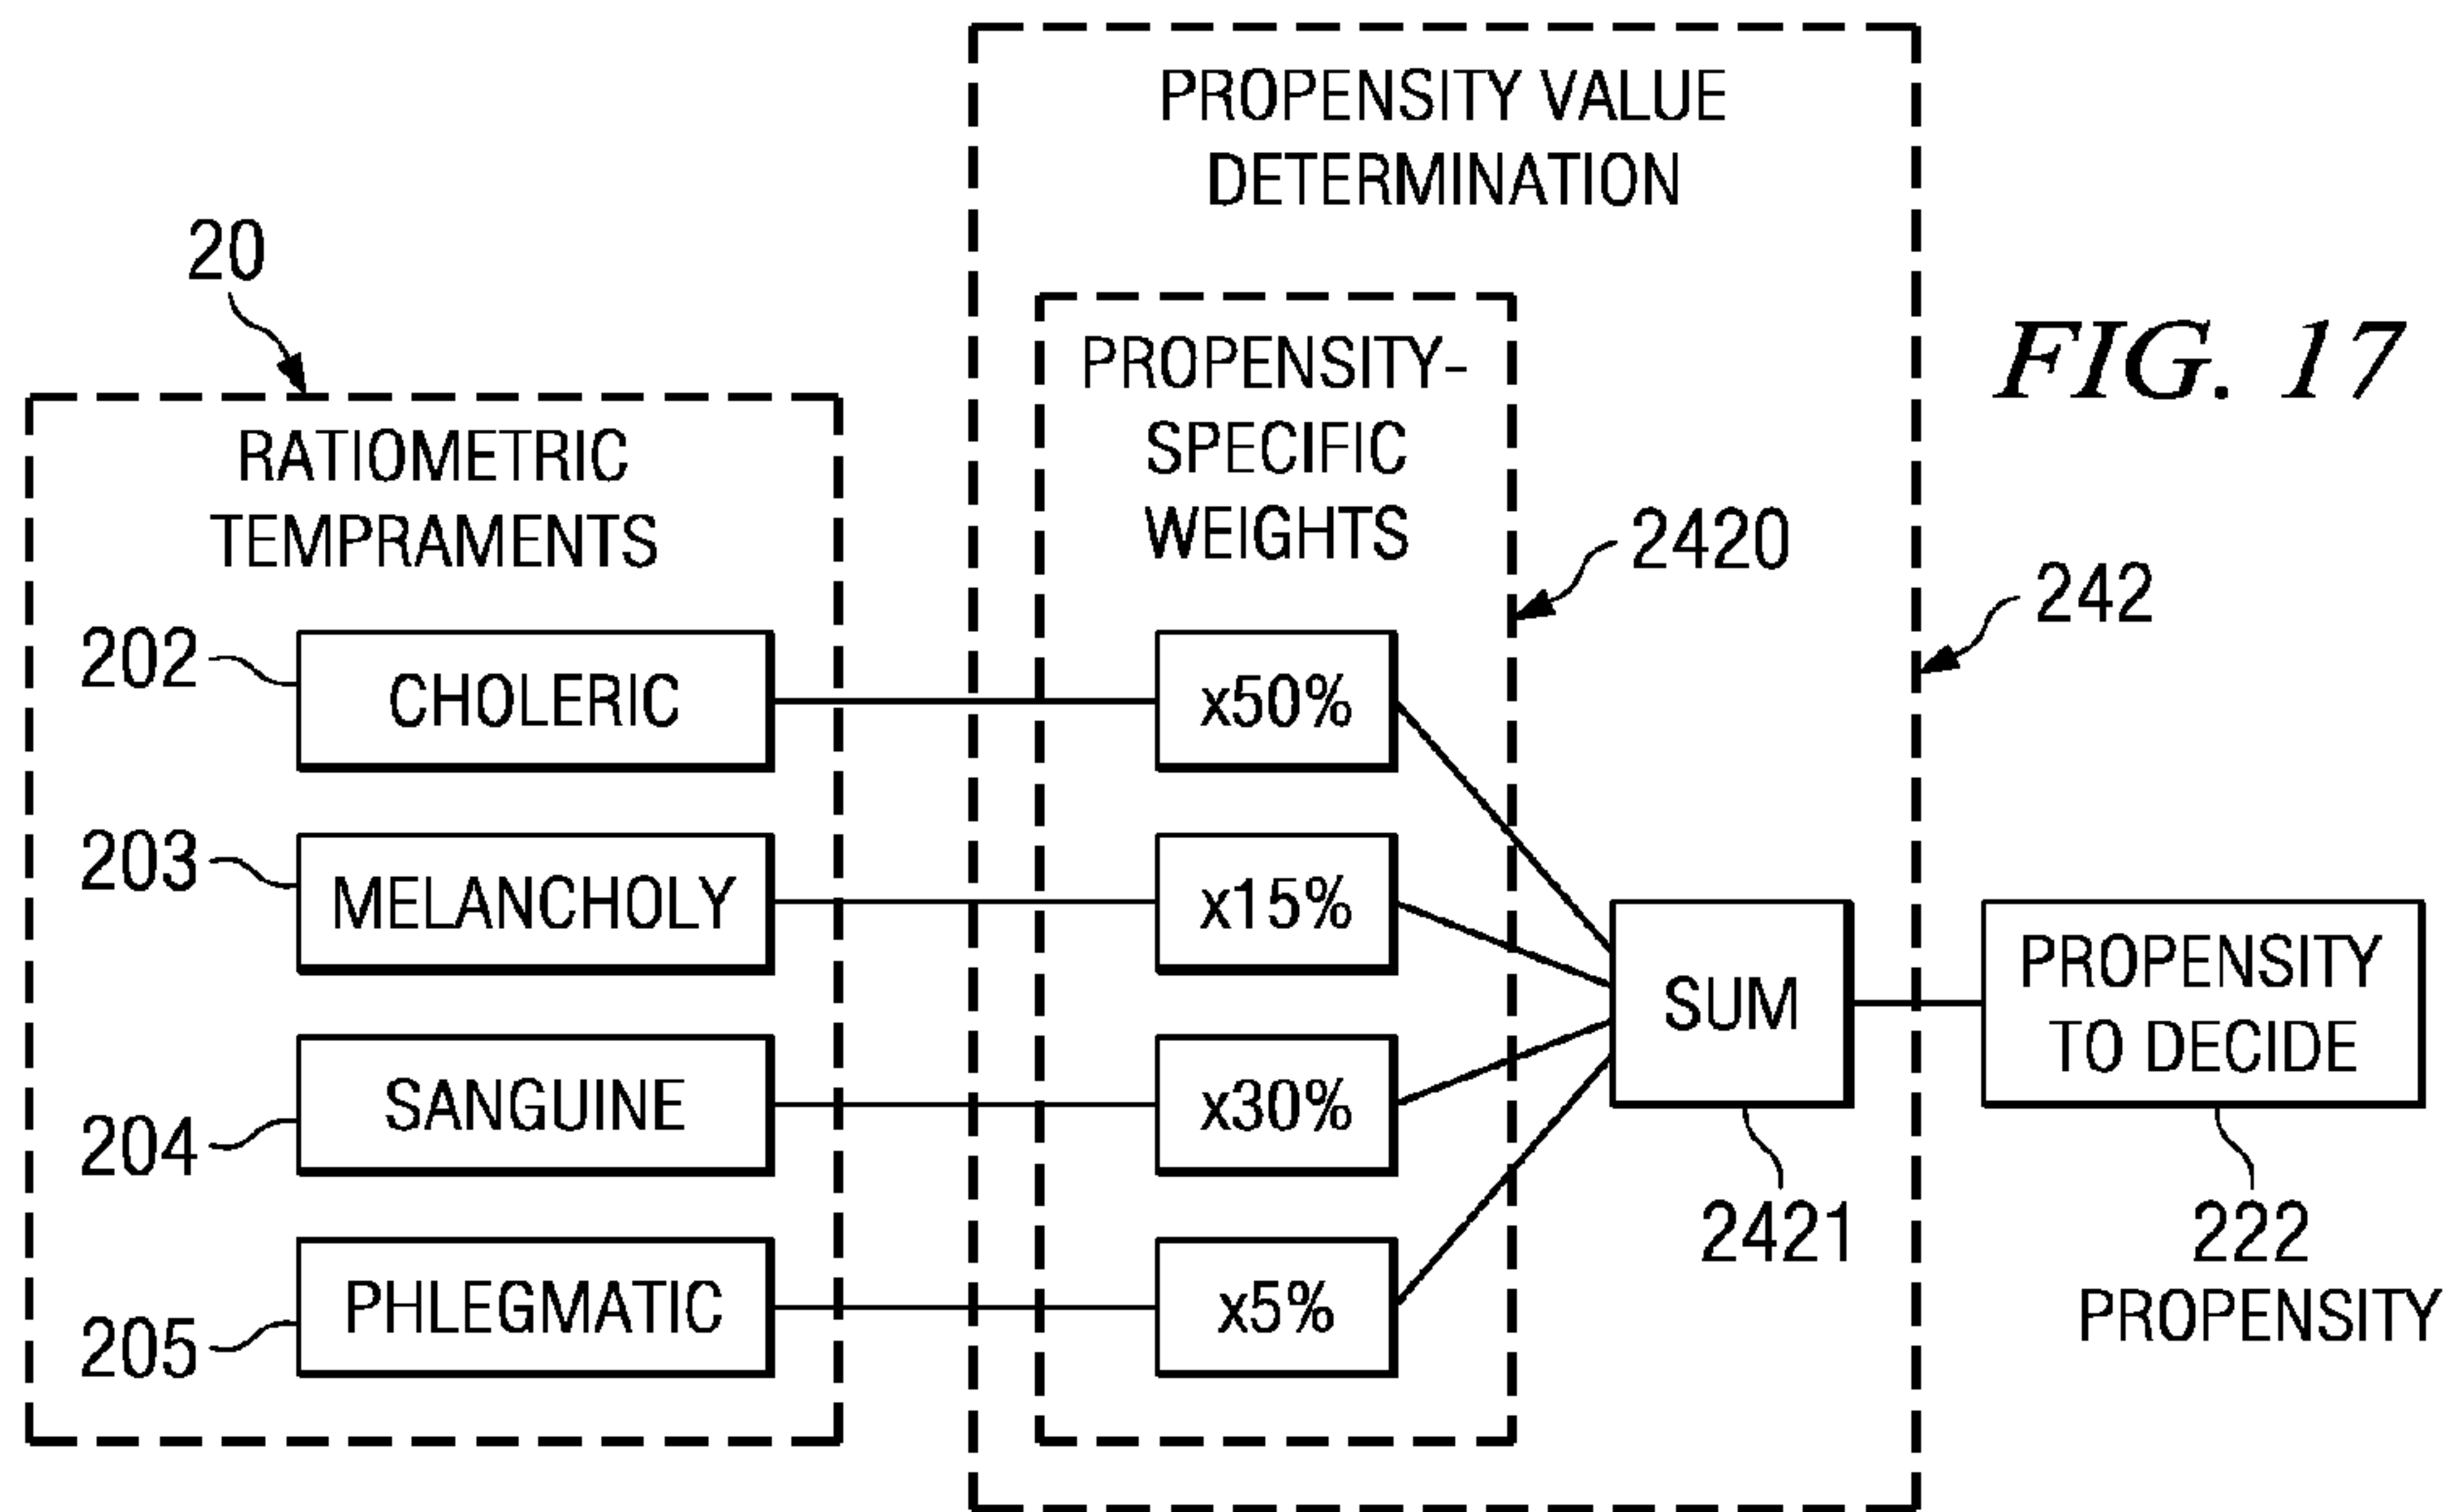 PROPENSITY VALUE
DETERMINATION
20
PROPENSITY-
SPECIFIC
WEIGHTS
FIG. 17
RATIOMETRIC
TEMPRAMENTS
2420
242
202
CHOLERIC
x50%
203
MELANCHOLY
x15%
SUM
PROPENSITY
TO DECIDE
204
SANGUINE
x30%
2421
222
PROPENSITY
205
PHLEGMATIC
x5%